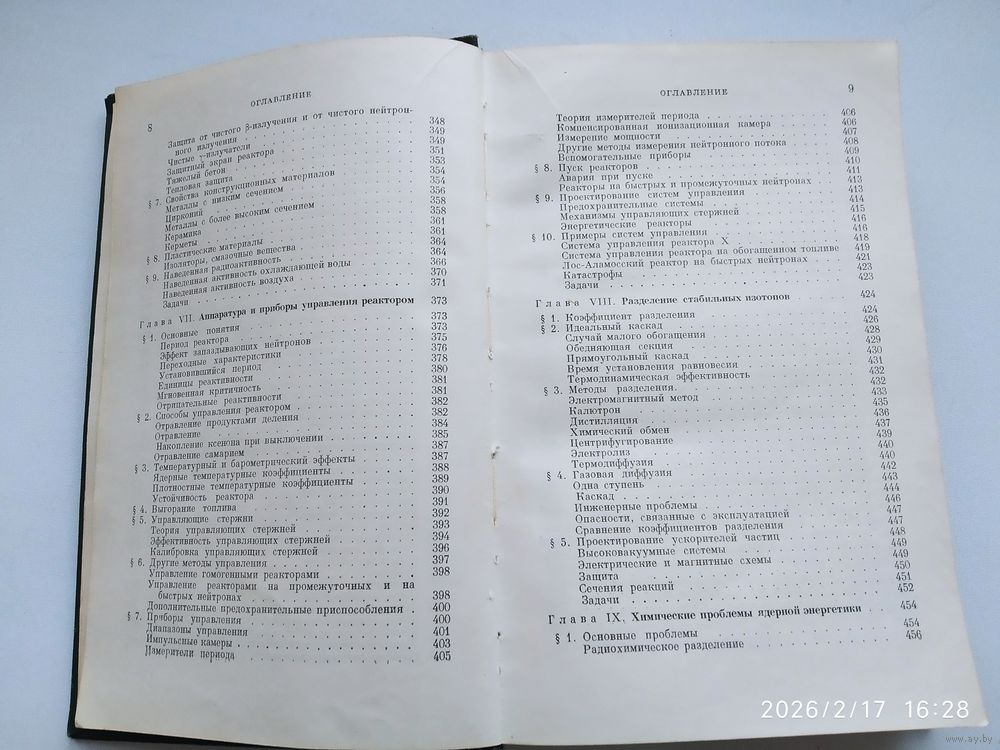 8
ОГЛАВЛЕНИЕ
Защита от чистого β-излучения и от чистого нейтрон-
ного излучения . . . 348
Чистые γ-излучатели . . . 349
Защитный экран реактора . . . 349
Тяжелый бетон . . . 351
Тепловая защита . . . 353
§ 7. Свойства конструкционных материалов . . . 354
Металлы с низким сечением . . . 354
Цирконий . . . 356
Металлы с более высоким сечением . . . 358
Керамика . . . 358
Керметы . . . 361
§ 8. Пластические материалы . . . 361
Изоляторы, смазочные вещества . . . 364
§ 9. Наведенная радиоактивность . . . 364
Наведенная активность охлаждающей воды . . . 366
Наведенная активность воздуха . . . 370
Задачи . . . 371
Глава VII. Аппаратура и приборы управления реактором 373
§ 1. Основные понятия . . . 373
Период реактора . . . 373
Эффект запаздывающих нейтронов . . . 375
Переходные характеристики . . . 376
Установившийся период . . . 378
Единицы реактивности . . . 380
Мгновенная критичность . . . 381
Отрицательные реактивности . . . 381
§ 2. Способы управления реактором . . . 382
Отравление продуктами деления . . . 382
Отравление . . . 384
Накопление ксенона при выключении . . . 385
Отравление самарием . . . 387
§ 3. Температурный и барометрический эффекты . . . 387
Ядерные температурные коэффициенты . . . 388
Плотностные температурные коэффициенты . . . 389
Устойчивость реактора . . . 390
§ 4. Выгорание топлива . . . 391
§ 5. Управляющие стержни . . . 392
Теория управляющих стержней . . . 393
Эффективность управляющих стержней . . . 394
Калибровка управляющих стержней . . . 396
§ 6. Другие методы управления . . . 397
Управление гомогенными реакторами . . . 398
Управление реакторами на промежуточных и на
быстрых нейтронах . . . 398
Дополнительные предохранительные приспособления . 400
§ 7. Приборы управления . . . 400
Диапазоны управления . . . 401
Импульсные камеры . . . 403
Измерители периода . . . 405
ОГЛАВЛЕНИЕ
9
Теория измерителей периода . . . 406
Компенсированная ионизационная камера . . . 406
Измерение мощности . . . 407
Другие методы измерения нейтронного потока . . . 408
Вспомогательные приборы . . . 409
§ 8. Пуск реакторов . . . 410
Авария при пуске . . . 411
Реакторы на быстрых и промежуточных нейтронах . . . 413
§ 9. Проектирование систем управления . . . 413
Предохранительные системы . . . 414
Механизмы управляющих стержней . . . 415
Энергетические реакторы . . . 416
§ 10. Примеры систем управления . . . 416
Система управления реактора X . . . 418
Система управления реактора на обогащенном топливе 419
Лос-Аламосский реактор на быстрых нейтронах . . . 421
Катастрофы . . . 423
Задачи . . . 423
Глава VIII. Разделение стабильных изотопов . . . 424
§ 1. Коэффициент разделения . . . 424
§ 2. Идеальный каскад . . . 426
Случай малого обогащения . . . 428
Обедняющая секция . . . 429
Прямоугольный каскад . . . 430
Время установления равновесия . . . 431
Термодинамическая эффективность . . . 432
§ 3. Методы разделения. . . . 432
Электромагнитный метод . . . 433
Калютрон . . . 435
Дистилляция . . . 436
Химический обмен . . . 437
Центрифугирование . . . 439
Электролиз . . . 440
Термодиффузия . . . 440
§ 4. Газовая диффузия . . . 442
Одна ступень . . . 443
Каскад . . . 444
Инженерные проблемы . . . 446
Опасности, связанные с эксплуатацией . . . 447
Сравнение коэффициентов разделения . . . 447
§ 5. Проектирование ускорителей частиц . . . 448
Высоковакуумные системы . . . 449
Электрические и магнитные схемы . . . 449
Защита . . . 450
Сечения реакций . . . 451
Задачи . . . 452
Глава IX. Химические проблемы ядерной энергетики . . 454
§ 1. Основные проблемы . . . 454
Радиохимическое разделение . . . 456
2026/2/17 16:28
www.ay.by